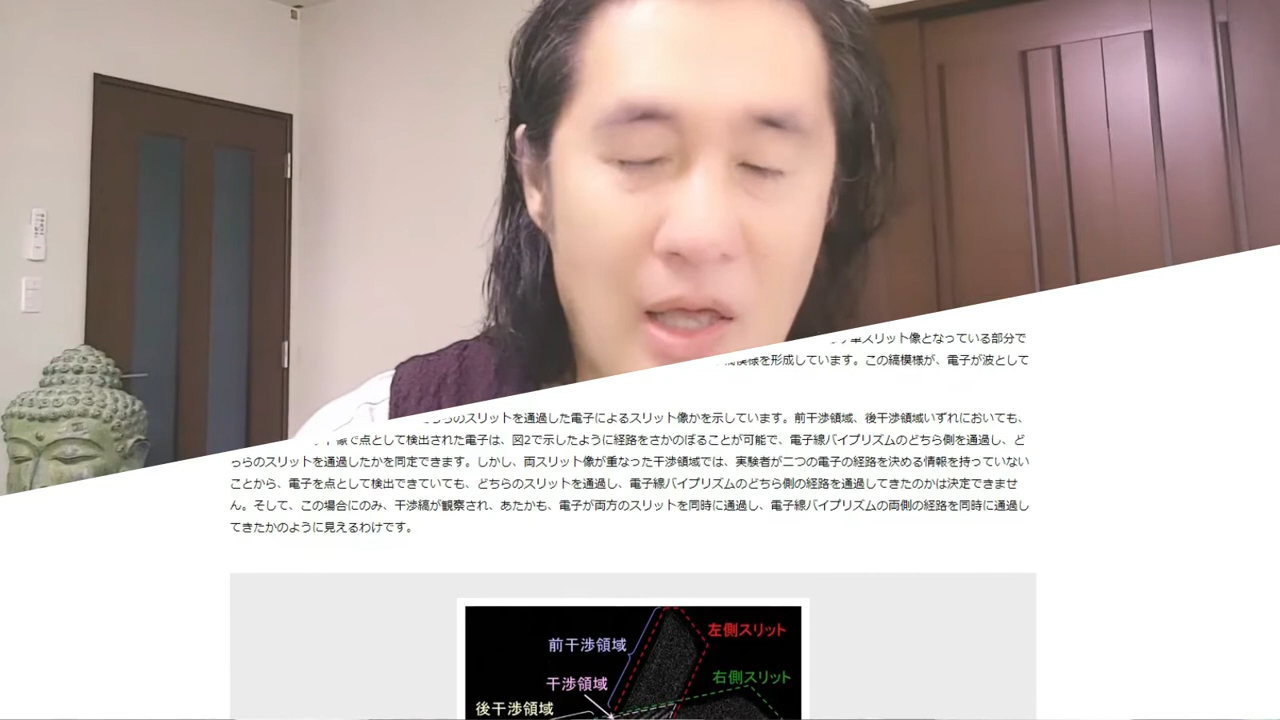 単スリット像となっている部分で
縞模様を形成しています。この縞模様が、電子が波として
ちらのスリットを通過した電子によるスリット像かを示しています。前干渉領域、後干渉領域いずれにおいても、
像で点として検出された電子は、図2で示したように経路をさかのぼることが可能で、電子線バイプリズムのどちら側を通過し、ど
ちらのスリットを通過したかを同定できます。しかし、両スリット像が重なった干渉領域では、実験者が二つの電子の経路を決める情報を持っていない
ことから、電子を点として検出できていても、どちらのスリットを通過し、電子線バイプリズムのどちら側の経路を通過してきたのかは決定できませ
ん。そして、この場合にのみ、干渉縞が観察され、あたかも、電子が両方のスリットを同時に通過し、電子線バイプリズムの両側の経路を同時に通過し
てきたかのように見えるわけです。
左側スリット
前干渉領域
右側スリット
干渉領域
後干渉領域